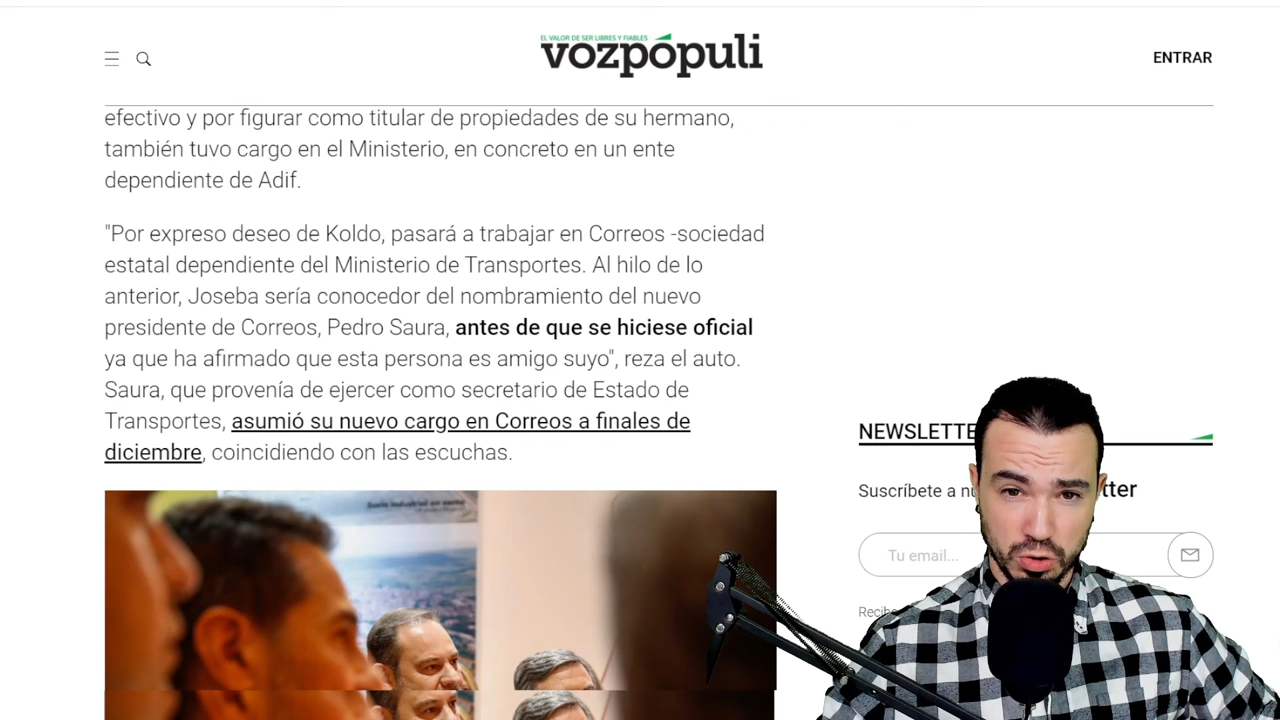 EL VALOR DE SER LIBRES Y FIABLES
vozpópuli
ENTRAR
efectivo y por figurar como titular de propiedades de su hermano,
también tuvo cargo en el Ministerio, en concreto en un ente
dependiente de Adif.
"Por expreso deseo de Koldo, pasará a trabajar en Correos -sociedad
estatal dependiente del Ministerio de Transportes. Al hilo de lo
anterior, Joseba sería conocedor del nombramiento del nuevo
presidente de Correos, Pedro Saura, antes de que se hiciese oficial
ya que ha afirmado que esta persona es amigo suyo", reza el auto.
Saura, que provenía de ejercer como secretario de Estado de
Transportes, asumió su nuevo cargo en Correos a finales de
diciembre, coincidiendo con las escuchas.
NEWSLETTE
Suscríbete a nu tter
Tu email...